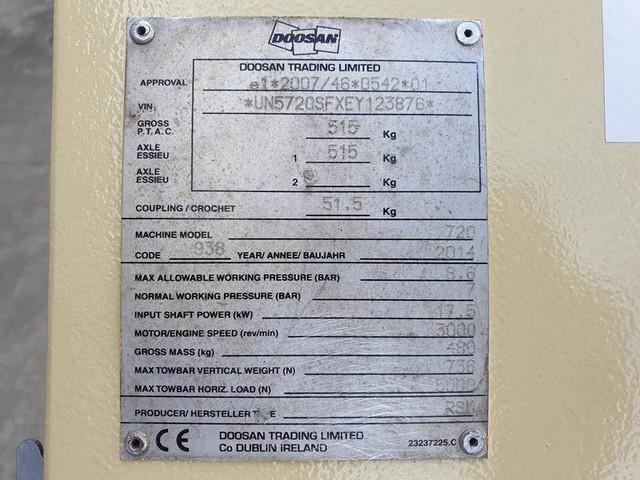 DOOSAN
DOOSAN TRADING LIMITED
APPROVAL e1*2007/46*0542*01
VIN *UN5720SFXEY123876*
GROSS P.T.A.C. 515 Kg
AXLE ESSIEU 1 515 Kg
AXLE ESSIEU 2 Kg
COUPLING / CROCHET 51.5 Kg
MACHINE MODEL 720
CODE 938 YEAR/ ANNEE/ BAUJAHR 2014
MAX ALLOWABLE WORKING PRESSURE (BAR) 8.6
NORMAL WORKING PRESSURE (BAR) 7
INPUT SHAFT POWER (kW) 17.5
MOTOR/ENGINE SPEED (rev/min) 3000
GROSS MASS (kg) 480
MAX TOWBAR VERTICAL WEIGHT (N) 736
MAX TOWBAR HORIZ. LOAD (N)
PRODUCER/ HERSTELLER
CE DOOSAN TRADING LIMITED
Co DUBLIN IRELAND 23237225.C